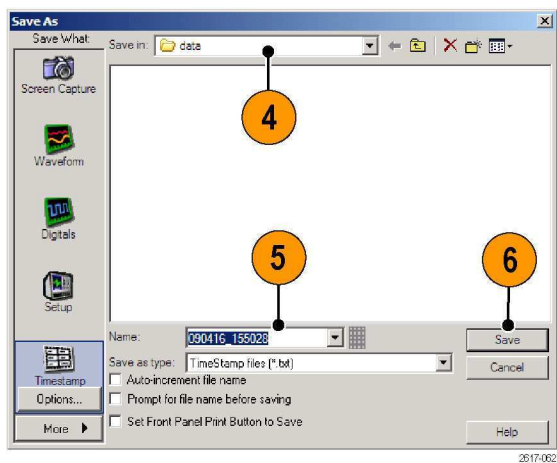 Save As
Save What:
Save in: data
Screen Capture
Waveform
Digitals
Setup
Timestamp
Options...
More
4
5
6
Name: 090416_155028
Save as type: TimeStamp files (*.txt)
Auto-increment file name
Prompt for file name before saving
Set Front Panel Print Button to Save
Save
Cancel
Help
2617-062